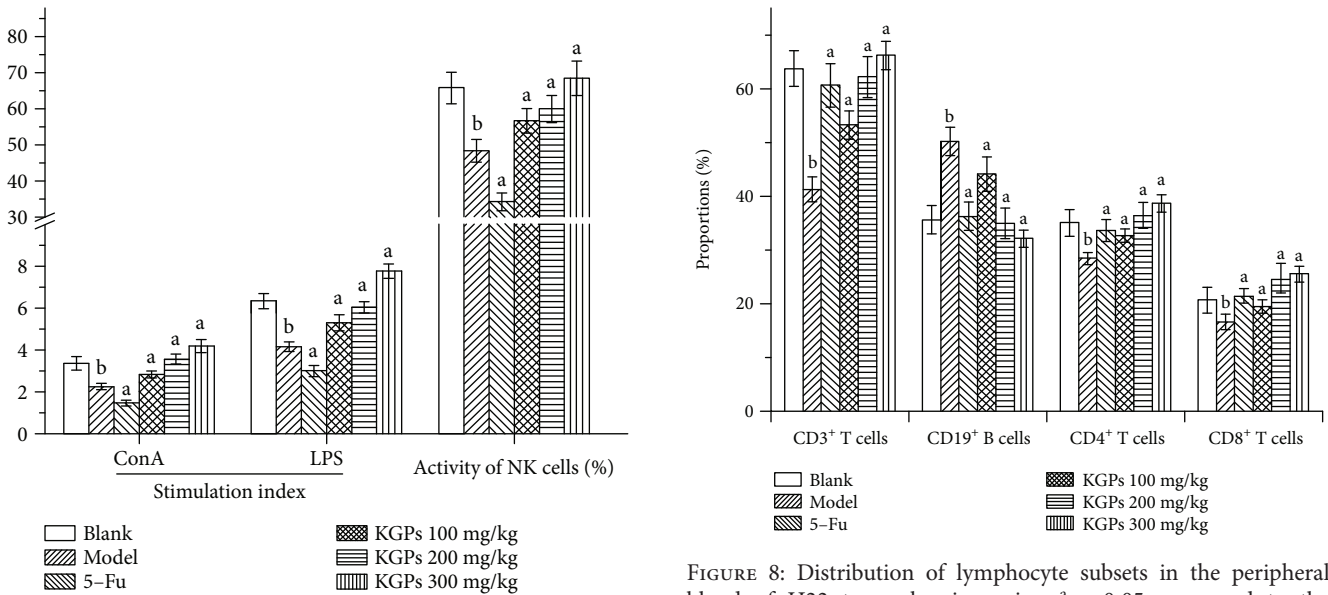 80
70
60
50
40
30
8
6
4
2
0
b
a
a
a
a
b
a
a
a
a
b
a
a
a
a
ConA
LPS
Activity of NK cells (%)
Stimulation index
Blank
Model
5–Fu
KGPs 100 mg/kg
KGPs 200 mg/kg
KGPs 300 mg/kg
Proportions (%)
60
40
20
0
b
a
a
a
a
b
a
a
a
a
b
a
a
a
a
b
a
a
a
a
CD3⁺ T cells
CD19⁺ B cells
CD4⁺ T cells
CD8⁺ T cells
Blank
Model
5–Fu
KGPs 100 mg/kg
KGPs 200 mg/kg
KGPs 300 mg/kg
FIGURE 8: Distribution of lymphocyte subsets in the peripheral